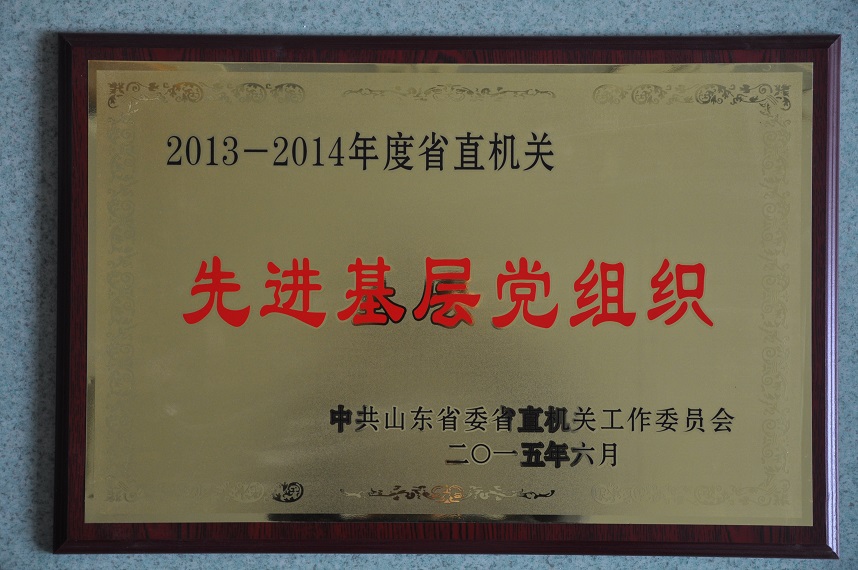 2013-2014年度省直机关
先进基层党组织
中共山东省委省直机关工作委员会
二〇一五年六月